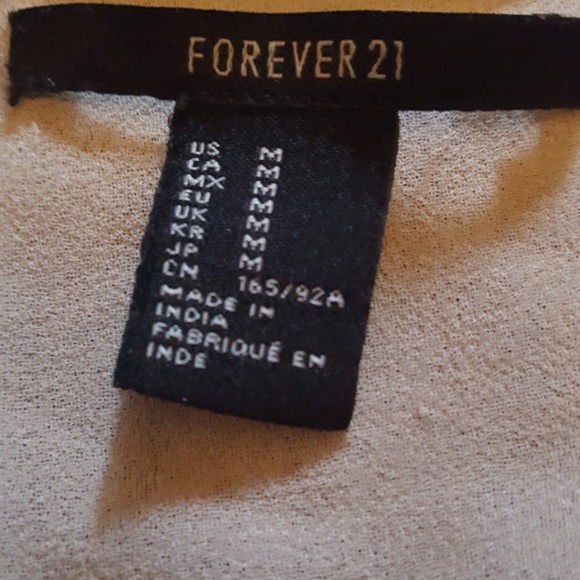 FOREVER 21
US M
CA M
MX M
EU M
UK M
KR M
JP M
CN 165/92A
MADE IN
INDIA
FABRIQUÉ EN
INDE